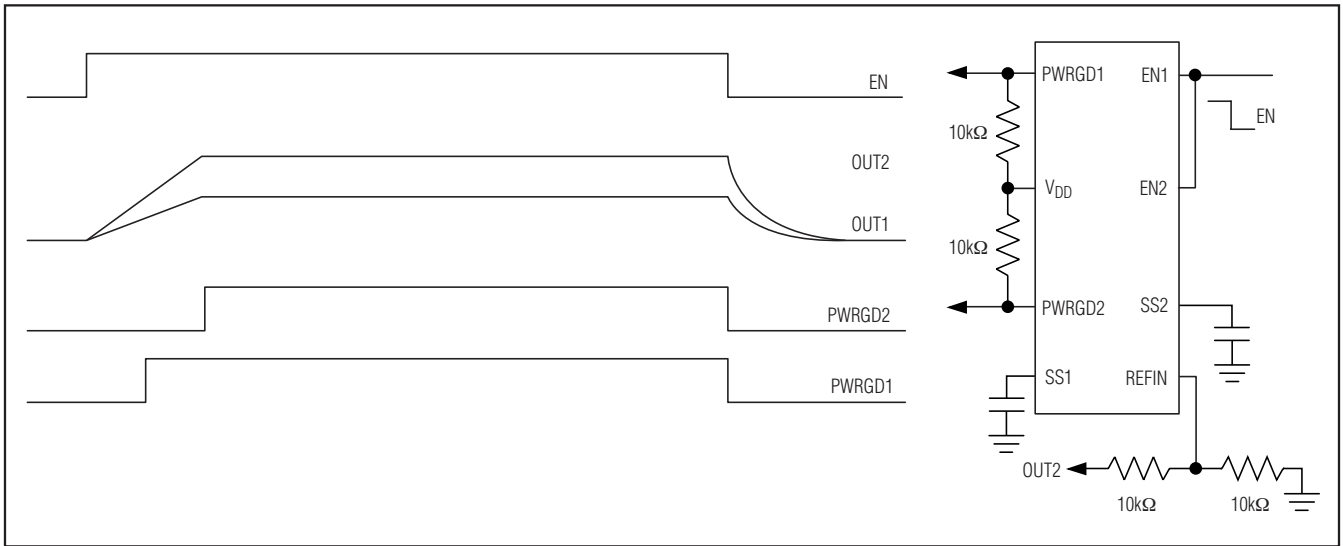 EN
OUT2
OUT1
PWRGD2
PWRGD1
PWRGD1
EN1
10kΩ
EN
VDD
EN2
10kΩ
PWRGD2
SS2
SS1
REFIN
OUT2
10kΩ
10kΩ